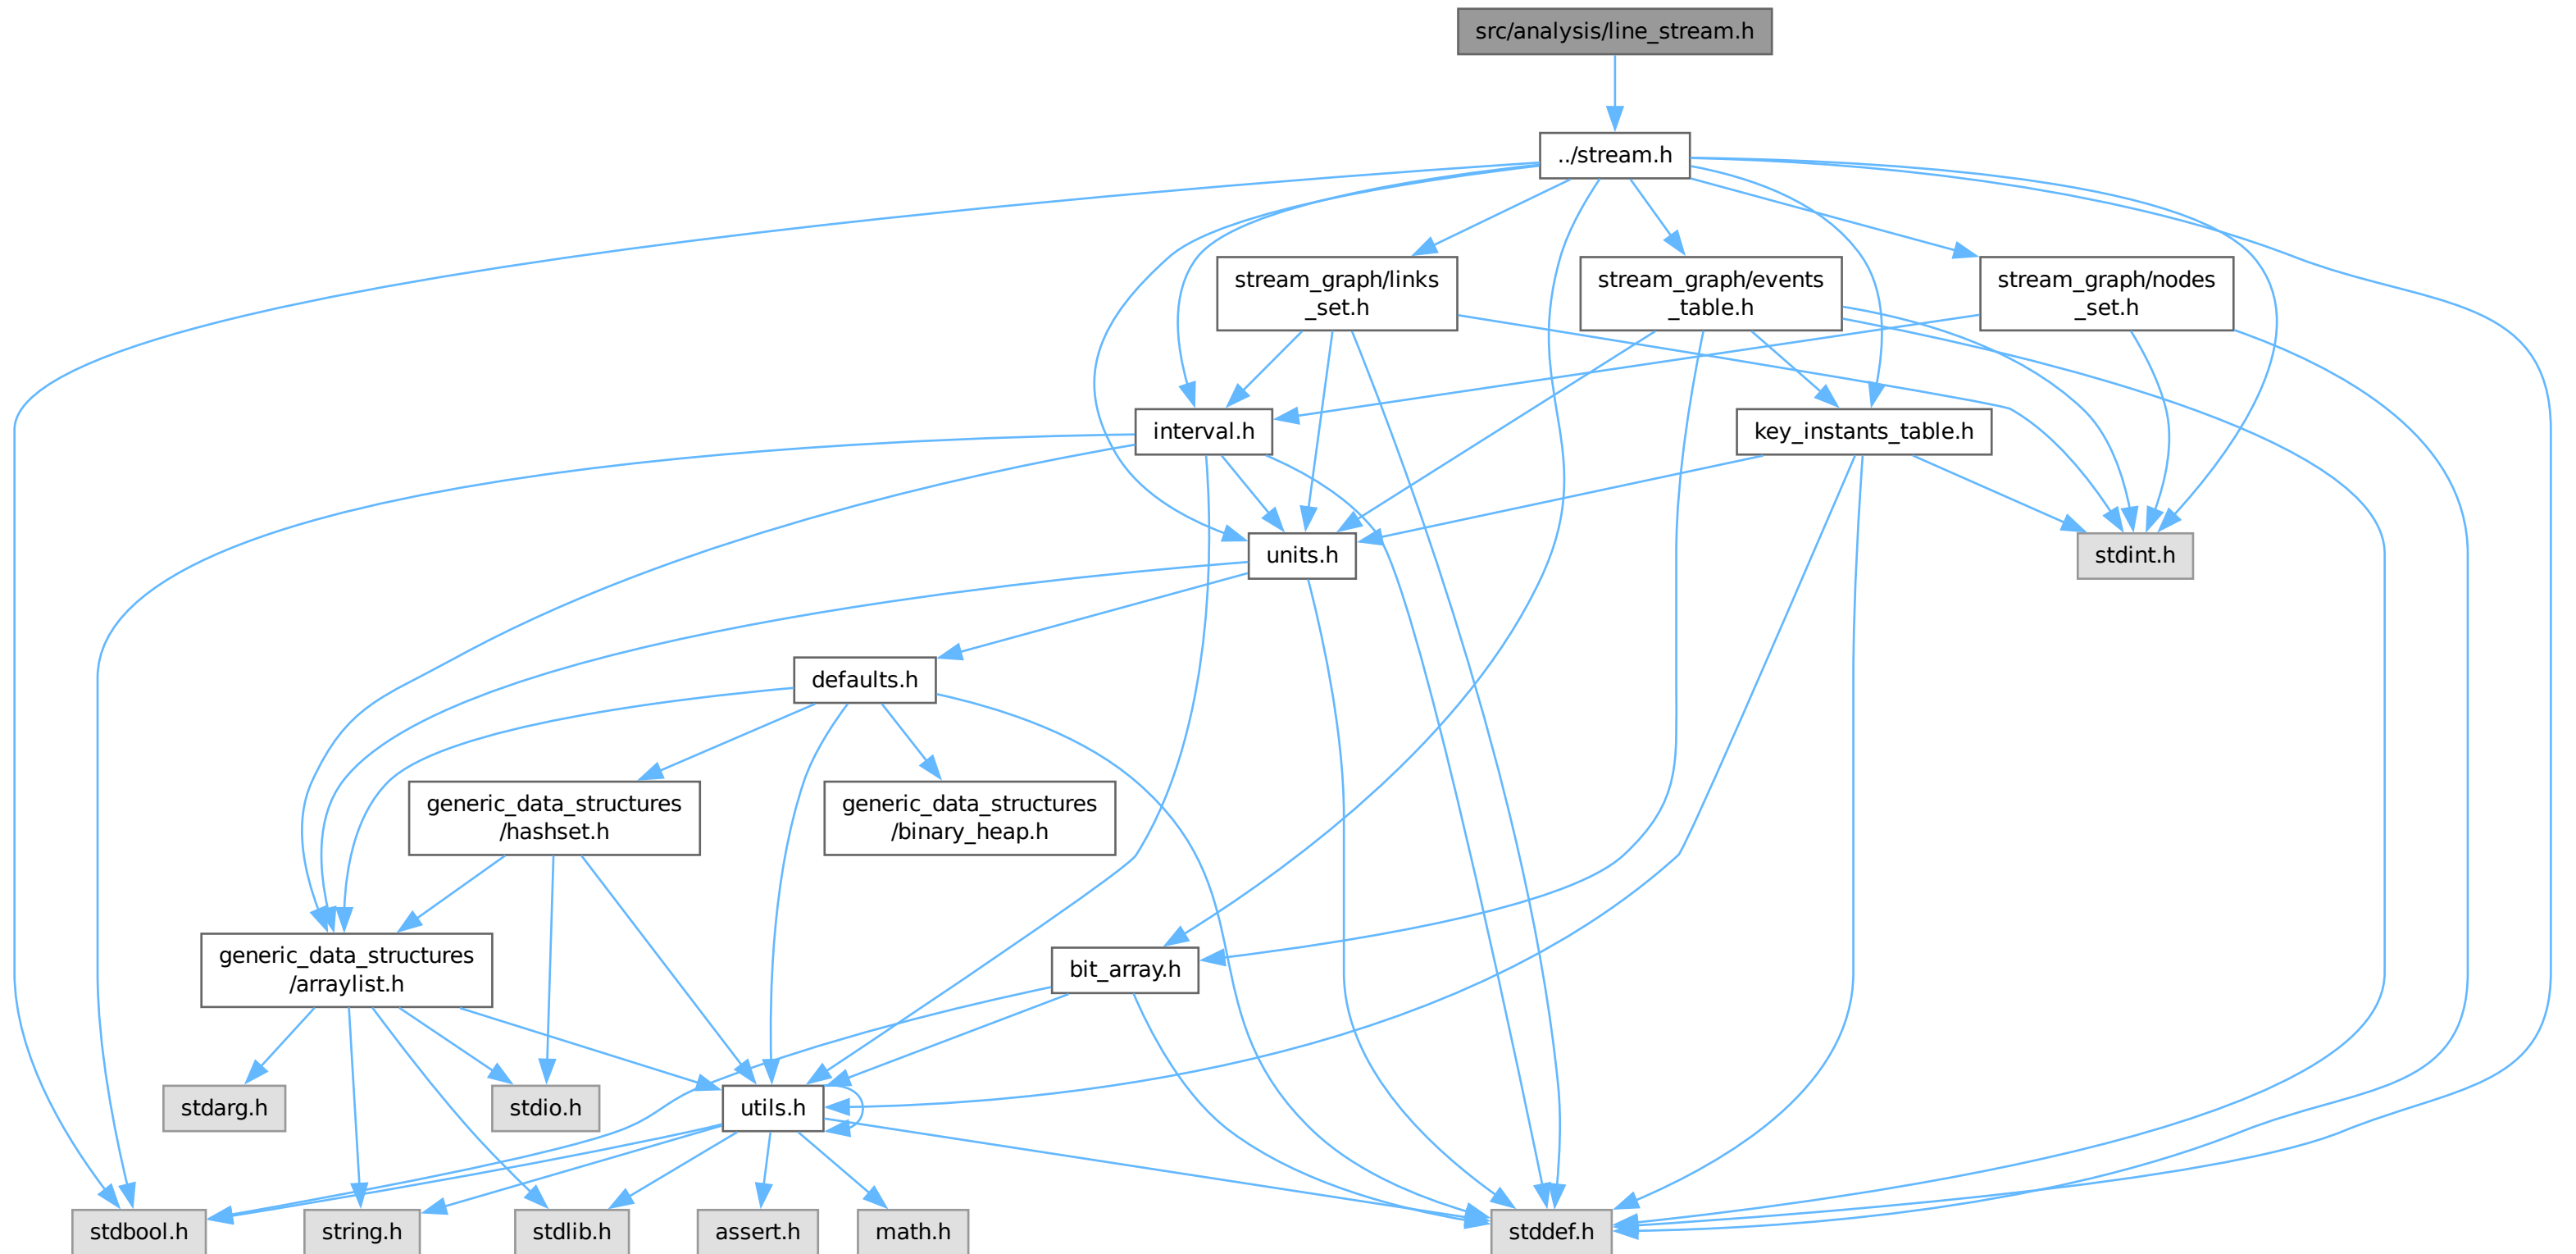 src/analysis/line_stream.h
../stream.h
stream_graph/links
_set.h
stream_graph/events
_table.h
stream_graph/nodes
_set.h
interval.h
key_instants_table.h
units.h
stdint.h
defaults.h
generic_data_structures
/hashset.h
generic_data_structures
/binary_heap.h
generic_data_structures
/arraylist.h
bit_array.h
stdarg.h
stdio.h
utils.h
stdbool.h
string.h
stdlib.h
assert.h
math.h
stddef.h